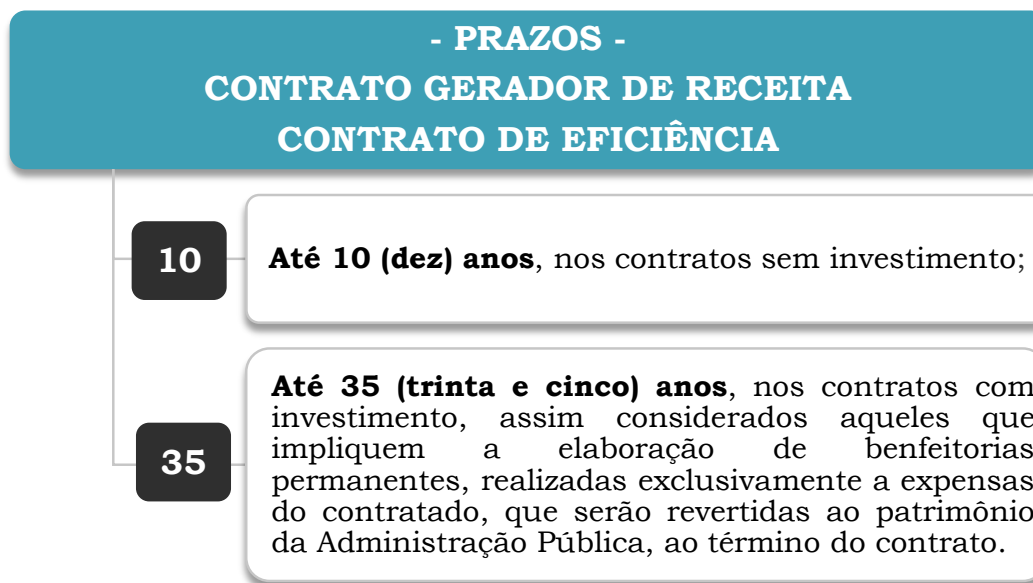 - PRAZOS -
CONTRATO GERADOR DE RECEITA
CONTRATO DE EFICIÊNCIA
10
Até 10 (dez) anos, nos contratos sem investimento;
35
Até 35 (trinta e cinco) anos, nos contratos com
investimento, assim considerados aqueles que
impliquem a elaboração de benfeitorias
permanentes, realizadas exclusivamente a expensas
do contratado, que serão revertidas ao patrimônio
da Administração Pública, ao término do contrato.